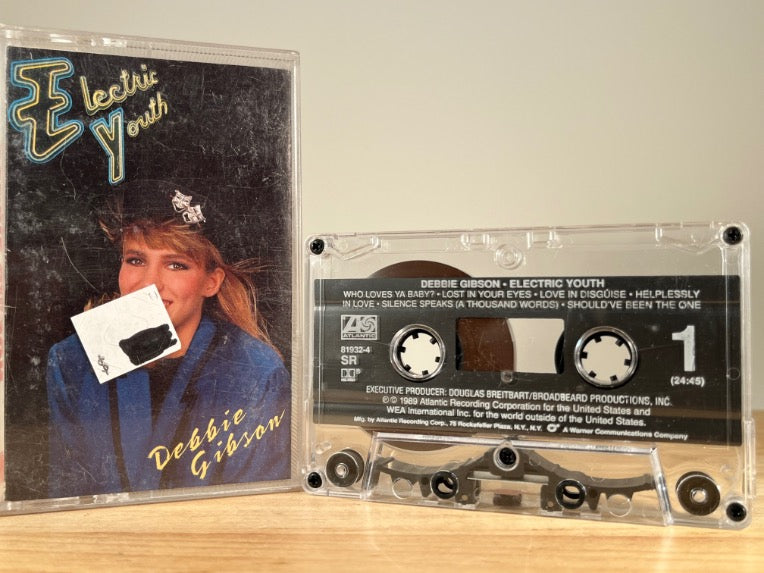 Electric
Youth
Debbie
Gibson
DEBBIE GIBSON • ELECTRIC YOUTH
WHO LOVES YA BABY? • LOST IN YOUR EYES • LOVE IN DISGUISE • HELPLESSLY
IN LOVE • SILENCE SPEAKS (A THOUSAND WORDS) • SHOULD'VE BEEN THE ONE
81932-4
SR
1
(24:45)
EXECUTIVE PRODUCER: DOUGLAS BREITBART/BROADBEARD PRODUCTIONS, INC.
℗ © 1989 Atlantic Recording Corporation for the United States and
WEA International Inc. for the world outside of the United States.
Mfg. by Atlantic Recording Corp., 75 Rockefeller Plaza, N.Y., N.Y. A Warner Communications Company